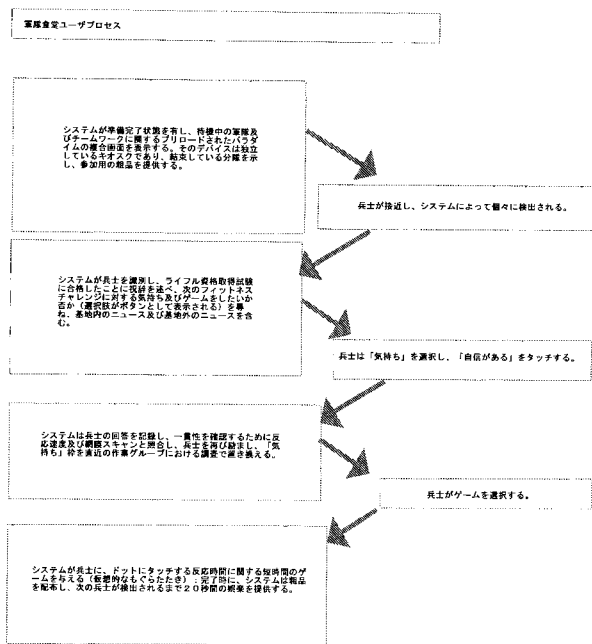 軍隊食堂ユーザプロセス
システムが準備完了状態を有し、待機中の軍隊及
びチームワークに関するプリロードされたパラダ
イムの複合画面を表示する。そのデバイスは独立
しているキオスクであり、結束している分隊を示
し、参加用の粗品を提供する。
兵士が接近し、システムによって個々に検出される。
システムが兵士を識別し、ライフル資格取得試験
に合格したことに祝辞を述べ、次のフィットネス
チャレンジに対する気持ち及びゲームをしたいか
否か（選択肢がボタンとして表示される）を尋
ね、基地内のニュース及び基地外のニュースを含
む。
兵士は「気持ち」を選択し、「自信がある」をタッチする。
システムは兵士の回答を記録し、一貫性を確認するために反
応速度及び網膜スキャンと照合し、兵士を再び励まし、「気
持ち」枠を直近の作業グループにおける調査で置き換える。
兵士がゲームを選択する。
システムが兵士に、ドットにタッチする反応時間に関する短時間のゲ
ームを与える（仮想的なもぐらたたき）；完了時に、システムは粗品
を配布し、次の兵士が検出されるまで２０秒間の娯楽を提供する。